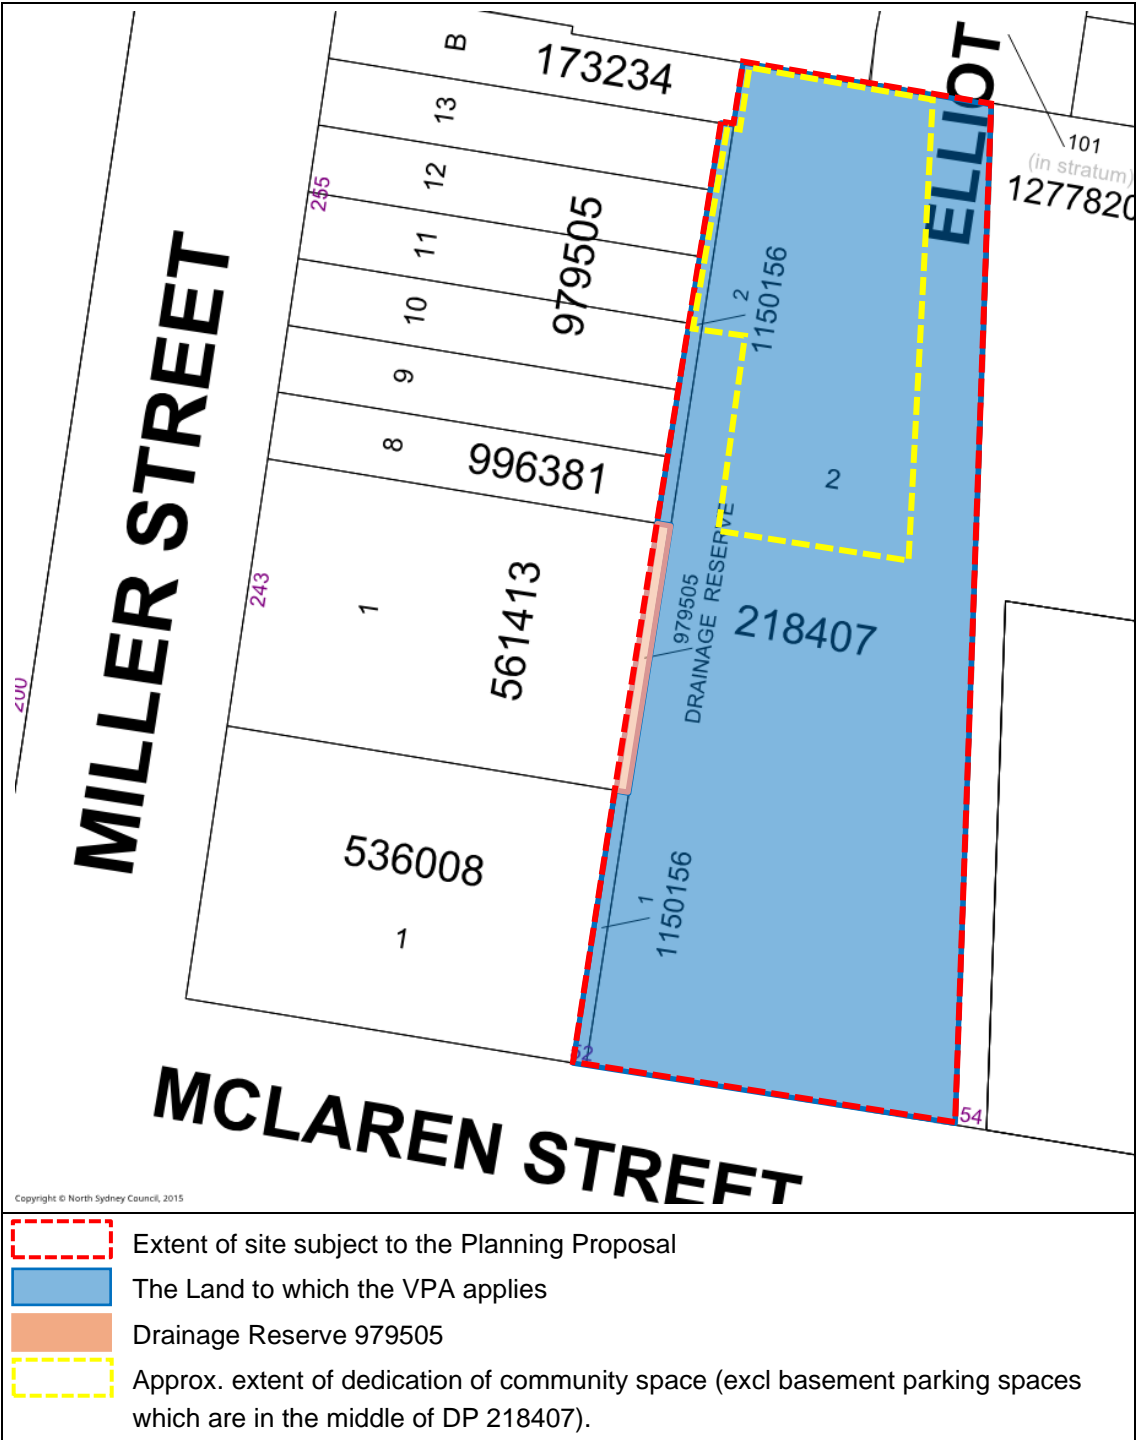 B
173234
13
12
11
10
9
8
979505
996381
255
243
200
1
561413
536008
1
MILLER STREET
MCLAREN STREET
ELLIOT
101
(in stratum)
1277820
2
1150156
2
979505
DRAINAGE RESERVE
218407
1
1150156
52
54
Copyright © North Sydney Council, 2015
Extent of site subject to the Planning Proposal
The Land to which the VPA applies
Drainage Reserve 979505
Approx. extent of dedication of community space (excl basement parking spaces
which are in the middle of DP 218407).